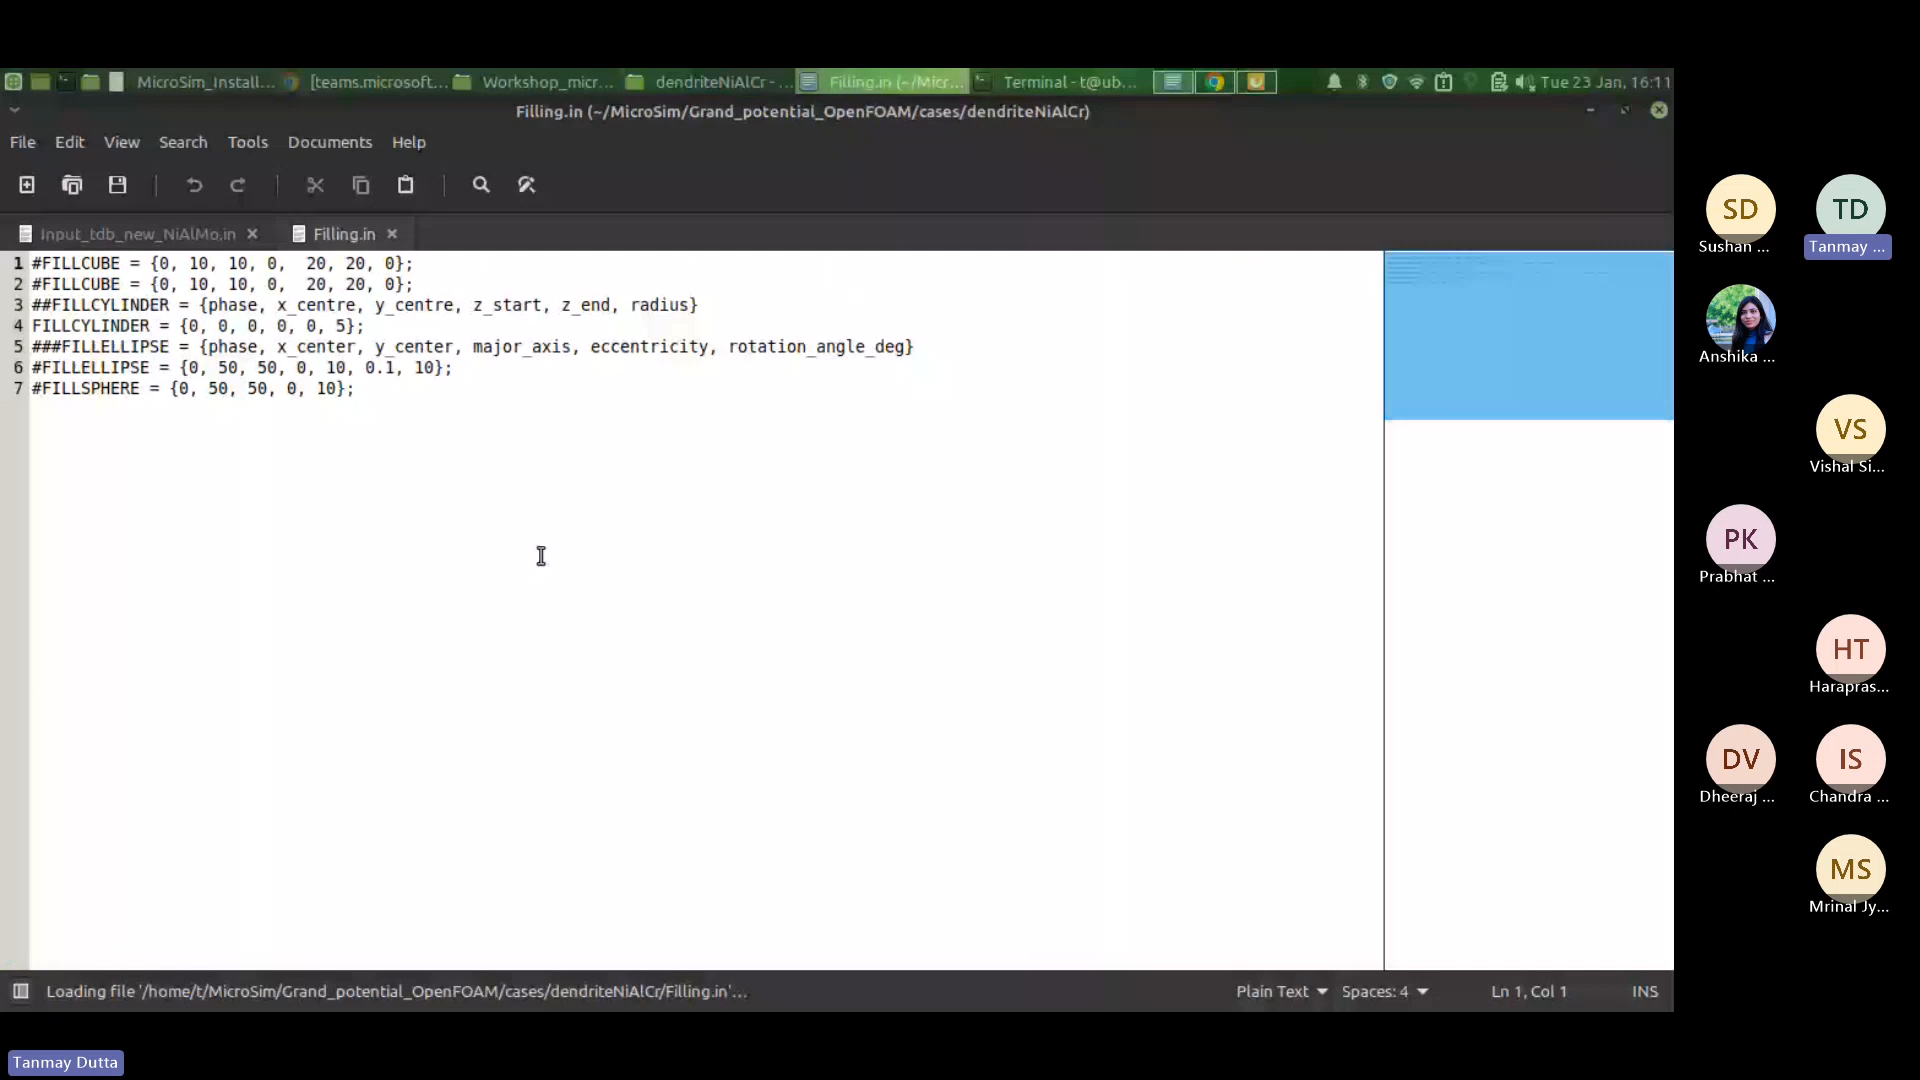 MicroSim_Install... [teams.microsoft... Workshop_micr... dendriteNiAlCr - ... Filling.in (~/Micr... Terminal - t@ub... Tue 23 Jan, 16:11
Filling.in (~/MicroSim/Grand_potential_OpenFOAM/cases/dendriteNiAlCr)
File Edit View Search Tools Documents Help
Input_tdb_new_NiAlMo.in Filling.in
1 #FILLCUBE = {0, 10, 10, 0,  20, 20, 0};
2 #FILLCUBE = {0, 10, 10, 0,  20, 20, 0};
3 ##FILLCYLINDER = {phase, x_centre, y_centre, z_start, z_end, radius}
4 FILLCYLINDER = {0, 0, 0, 0, 0, 5};
5 ###FILLELLIPSE = {phase, x_center, y_center, major_axis, eccentricity, rotation_angle_deg}
6 #FILLELLIPSE = {0, 50, 50, 0, 10, 0.1, 10};
7 #FILLSPHERE = {0, 50, 50, 0, 10};
Loading file '/home/t/MicroSim/Grand_potential_OpenFOAM/cases/dendriteNiAlCr/Filling.in'... Plain Text Spaces: 4 Ln 1, Col 1 INS
SD TD
Sushan ... Tanmay ...
Anshika ...
VS
Vishal Si...
PK
Prabhat ...
HT
Harapras...
DV IS
Dheeraj ... Chandra ...
MS
Mrinal Jy...
Tanmay Dutta